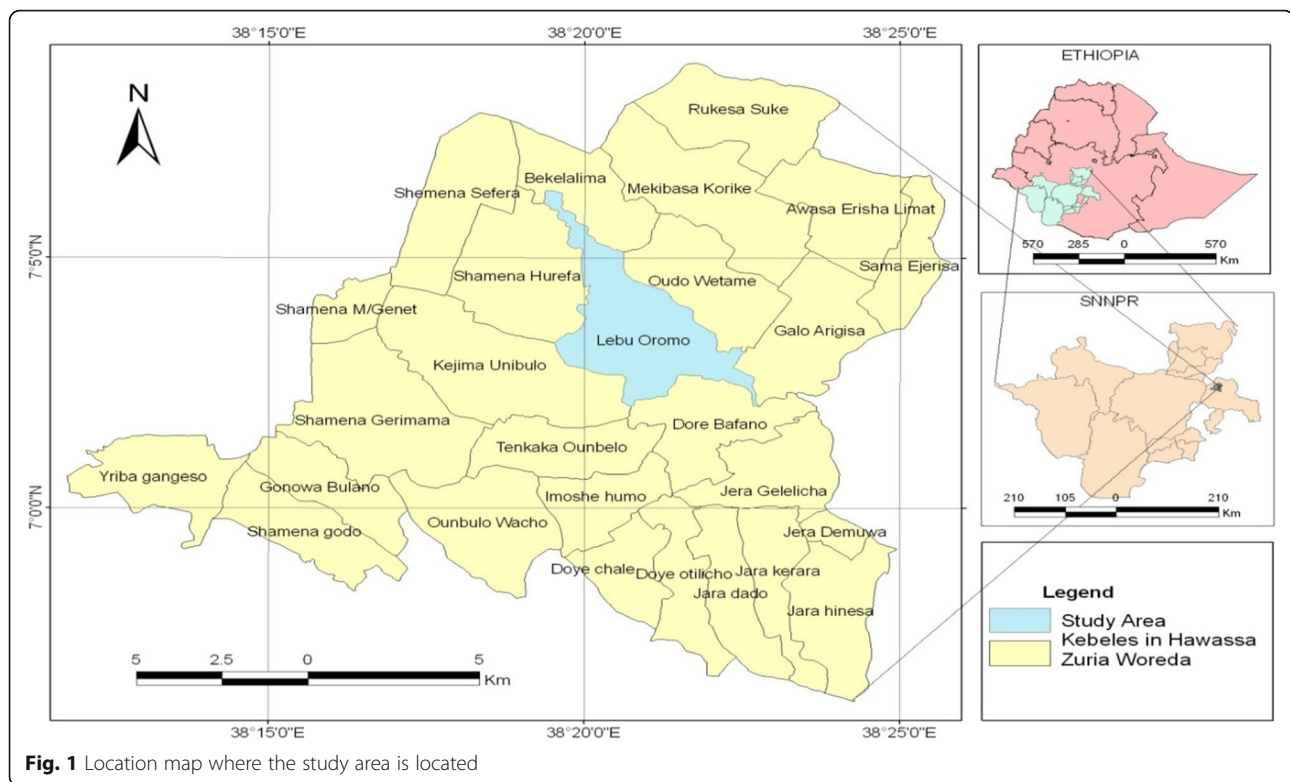 38°15'0"E 38°20'0"E 38°25'0"E
N
7°5'0"N
7°0'0"N
Rukesa Suke
Bekelalima
Shemena Sefera
Mekibasa Korike
Awasa Erisha Limat
Sama Ejerisa
Shamena Hurefa
Oudo Wetame
Shamena M/Genet
Galo Arigisa
Lebu Oromo
Kejima Unibulo
Shamena Gerimama
Dore Bafano
Tenkaka Ounbelo
Yriba gangeso
Gonowa Bulano
Imoshe humo
Jera Gelelicha
Ounbulo Wacho
Shamena godo
Jera Demuwa
Doye chale
Doye otilicho
Jara kerara
Jara dado
Jara hinesa
5 2.5 0 5
Km
38°15'0"E 38°20'0"E 38°25'0"E
ETHIOPIA
570 285 0 570
Km
SNNPR
210 105 0 210
Km
Legend
Study Area
Kebeles in Hawassa
Zuria Woreda
Fig. 1 Location map where the study area is located